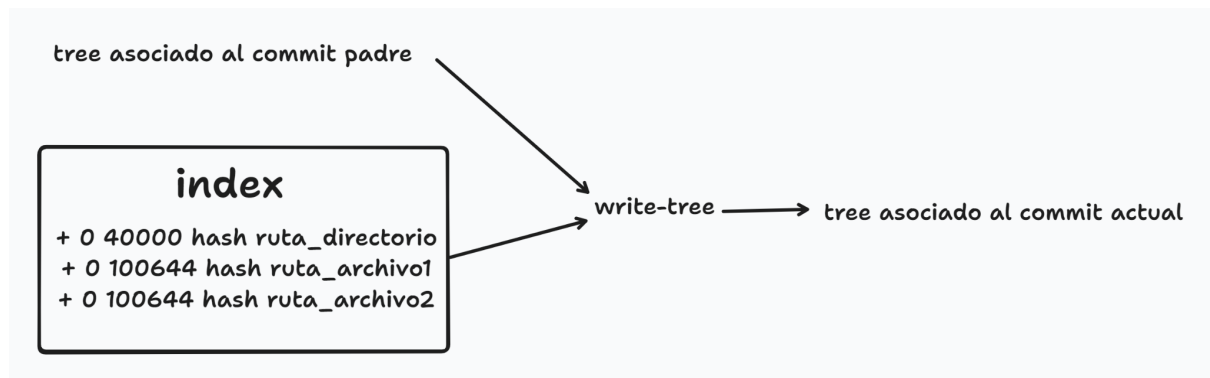 tree asociado al commit padre
index
+ 0 40000 hash ruta_directorio
+ 0 100644 hash ruta_archivo1
+ 0 100644 hash ruta_archivo2
write-tree
tree asociado al commit actual